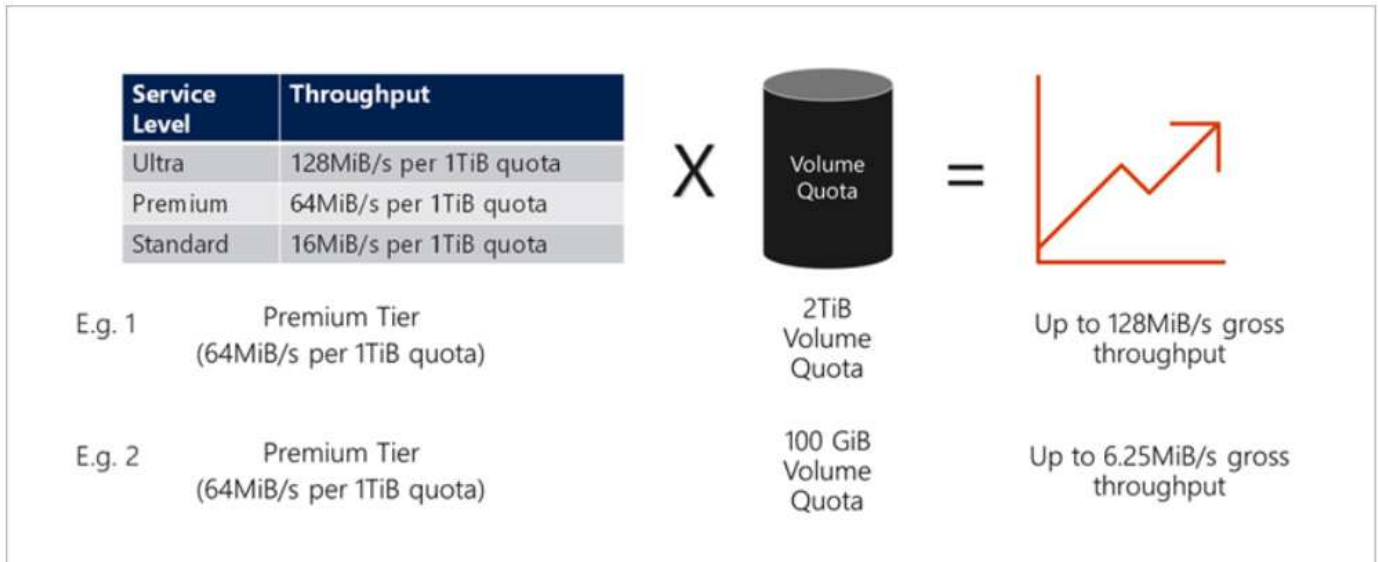 Service Level
Throughput
Ultra
128MiB/s per 1TiB quota
Premium
64MiB/s per 1TiB quota
Standard
16MiB/s per 1TiB quota
X
Volume
Quota
=
E.g. 1
Premium Tier
(64MiB/s per 1TiB quota)
2TiB
Volume
Quota
Up to 128MiB/s gross
throughput
E.g. 2
Premium Tier
(64MiB/s per 1TiB quota)
100 GiB
Volume
Quota
Up to 6.25MiB/s gross
throughput